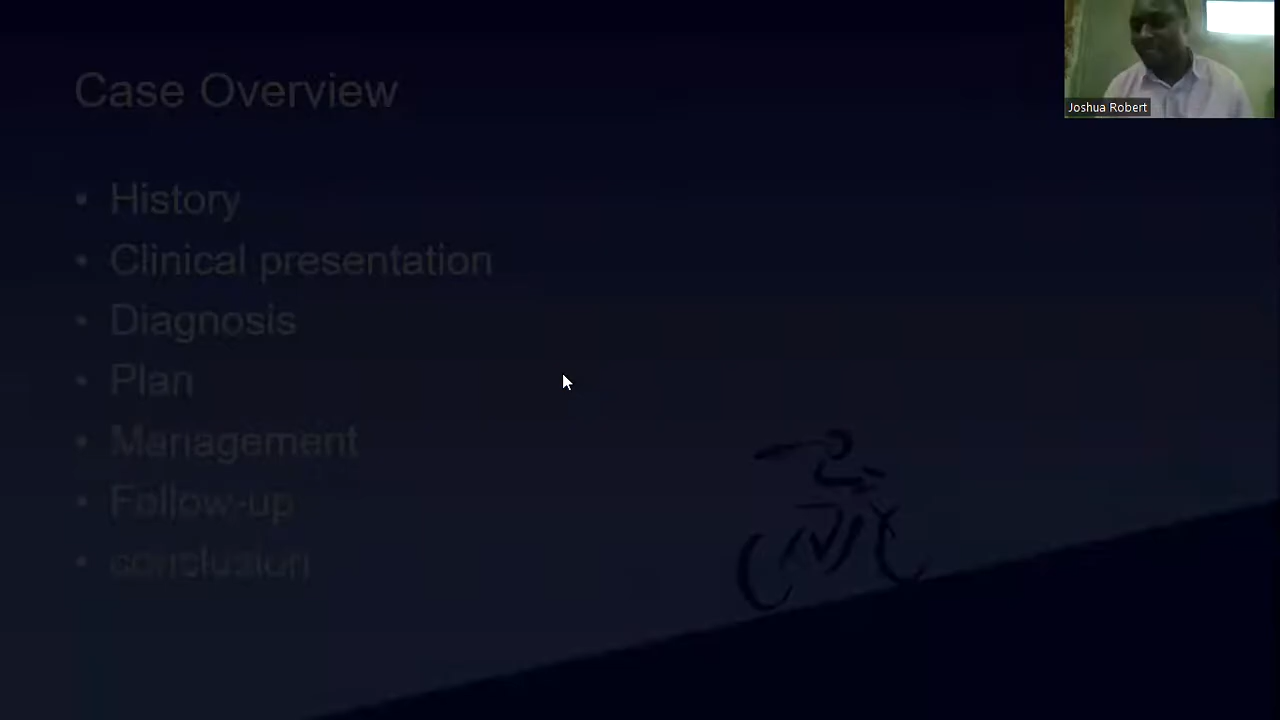 Joshua Robert
Case Overview
• History
• Clinical presentation
• Diagnosis
• Plan
• Management
• Follow-up
• conclusion